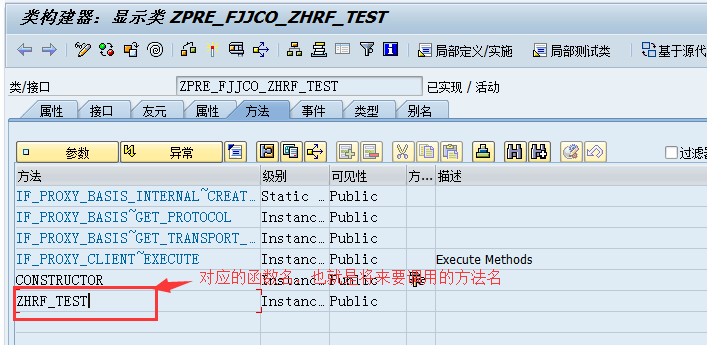 类构建器：显示类 ZPRE_FJJCO_ZHRF_TEST
局部定义/实施 局部测试类 基于源代
类/接口 ZPRE_FJJCO_ZHRF_TEST 已实现 / 活动
属性 接口 友元 属性 方法 事件 类型 别名
参数 异常 过滤器
方法 级别 可见性 方... 描述
IF_PROXY_BASIS_INTERNAL~CREAT... Static ... Public
IF_PROXY_BASIS~GET_PROTOCOL Instanc... Public
IF_PROXY_BASIS~GET_TRANSPORT_... Instanc... Public
IF_PROXY_CLIENT~EXECUTE Instanc... Public Execute Methods
CONSTRUCTOR Instanc... Public
对应的函数名，也就是将来要调用的方法名
ZHRF_TEST Instanc... Public